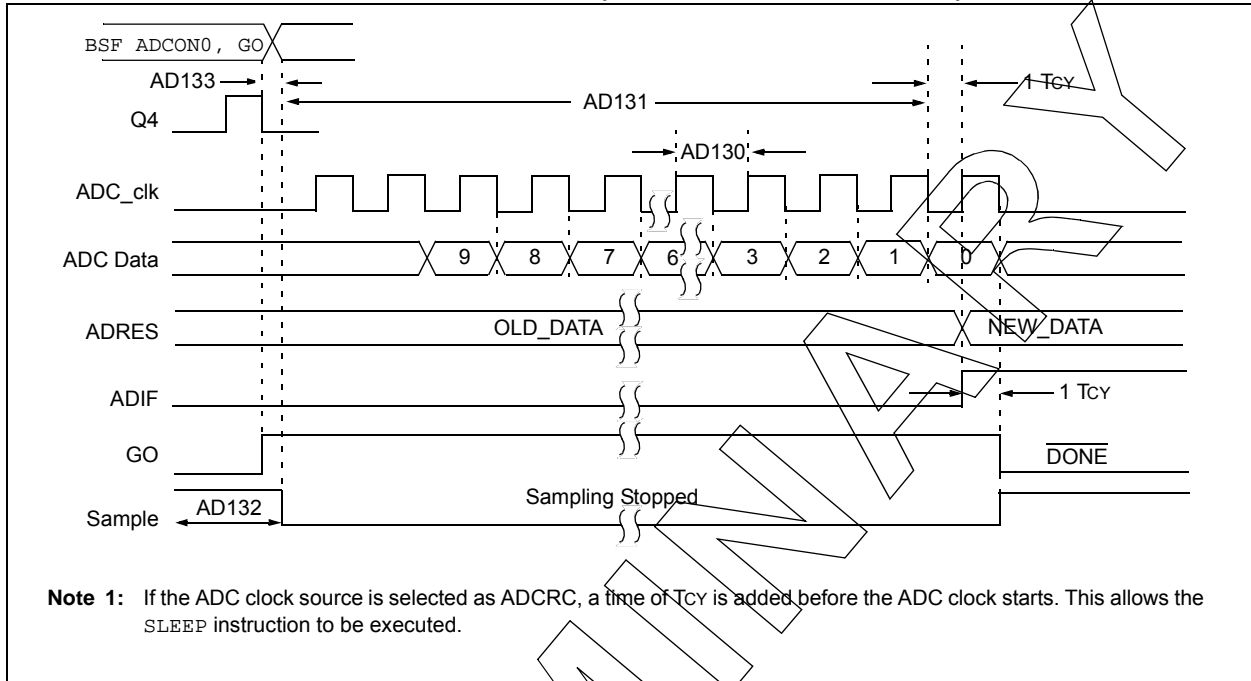 BSF ADCON0, GO
AD133
1 TCY
AD131
Q4
AD130
ADC_clk
ADC Data
9 8 7 6 3 2 1 0
ADRES
OLD_DATA
NEW_DATA
ADIF
1 TCY
GO
DONE
Sample
AD132
Sampling Stopped
Note 1: If the ADC clock source is selected as ADCRC, a time of TCY is added before the ADC clock starts. This allows the
SLEEP instruction to be executed.